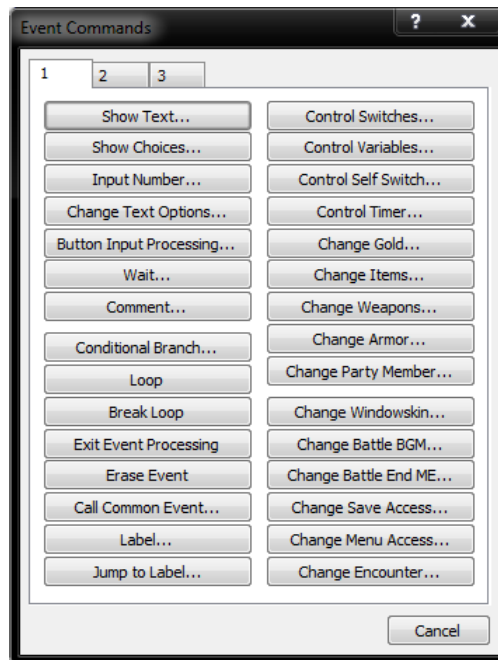 Event Commands
? x
1 2 3
Show Text...
Show Choices...
Input Number...
Change Text Options...
Button Input Processing...
Wait...
Comment...
Conditional Branch...
Loop
Break Loop
Exit Event Processing
Erase Event
Call Common Event...
Label...
Jump to Label...
Control Switches...
Control Variables...
Control Self Switch...
Control Timer...
Change Gold...
Change Items...
Change Weapons...
Change Armor...
Change Party Member...
Change Windowskin...
Change Battle BGM...
Change Battle End ME...
Change Save Access...
Change Menu Access...
Change Encounter...
Cancel